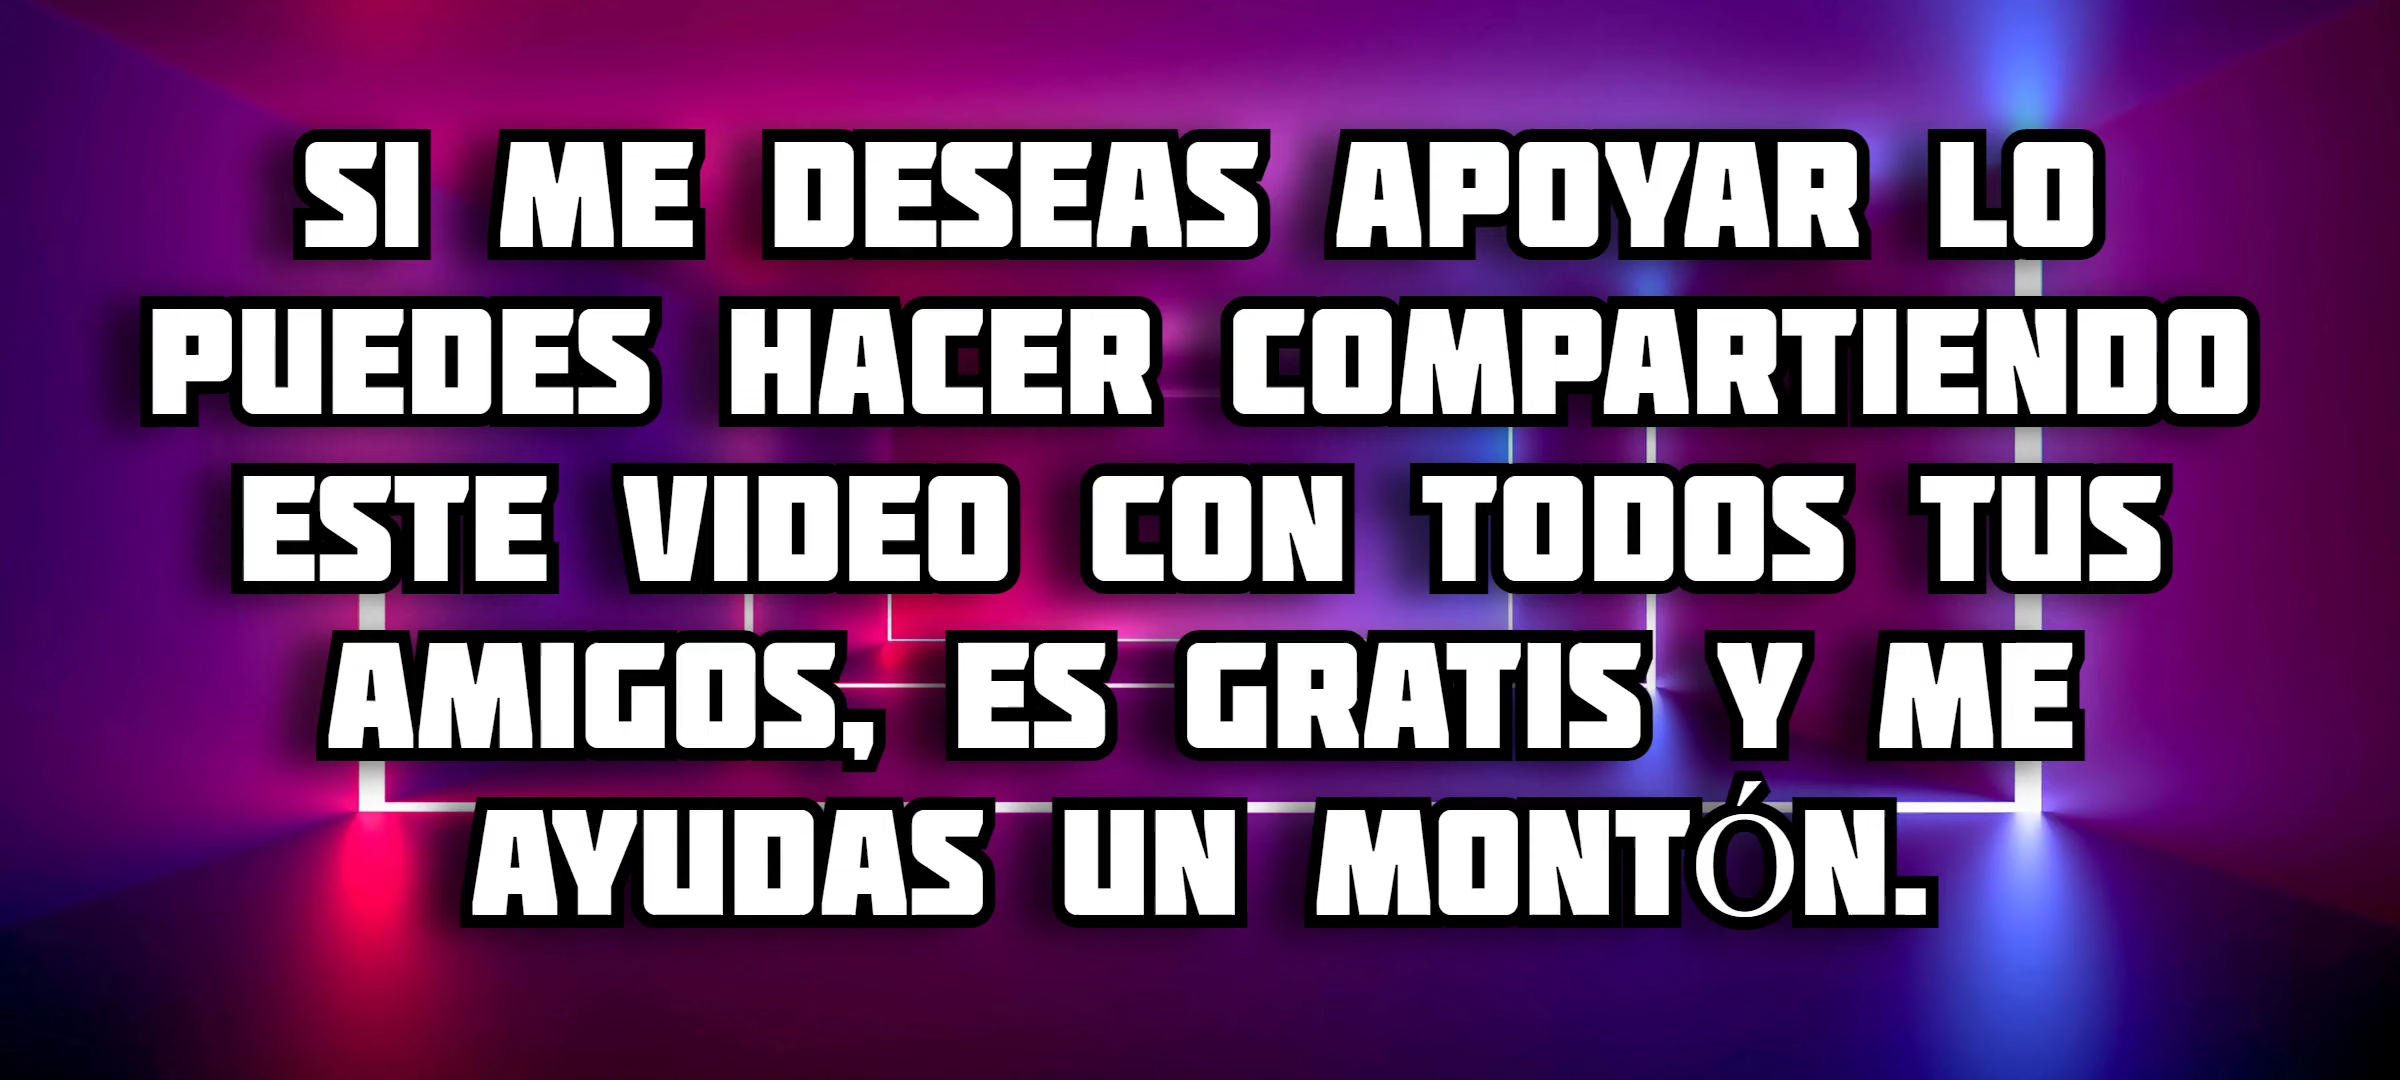 SI ME DESEAS APOYAR LO
PUEDES HACER COMPARTIENDO
ESTE VIDEO CON TODOS TUS
AMIGOS, ES GRATIS Y ME
AYUDAS UN MONTÓN.